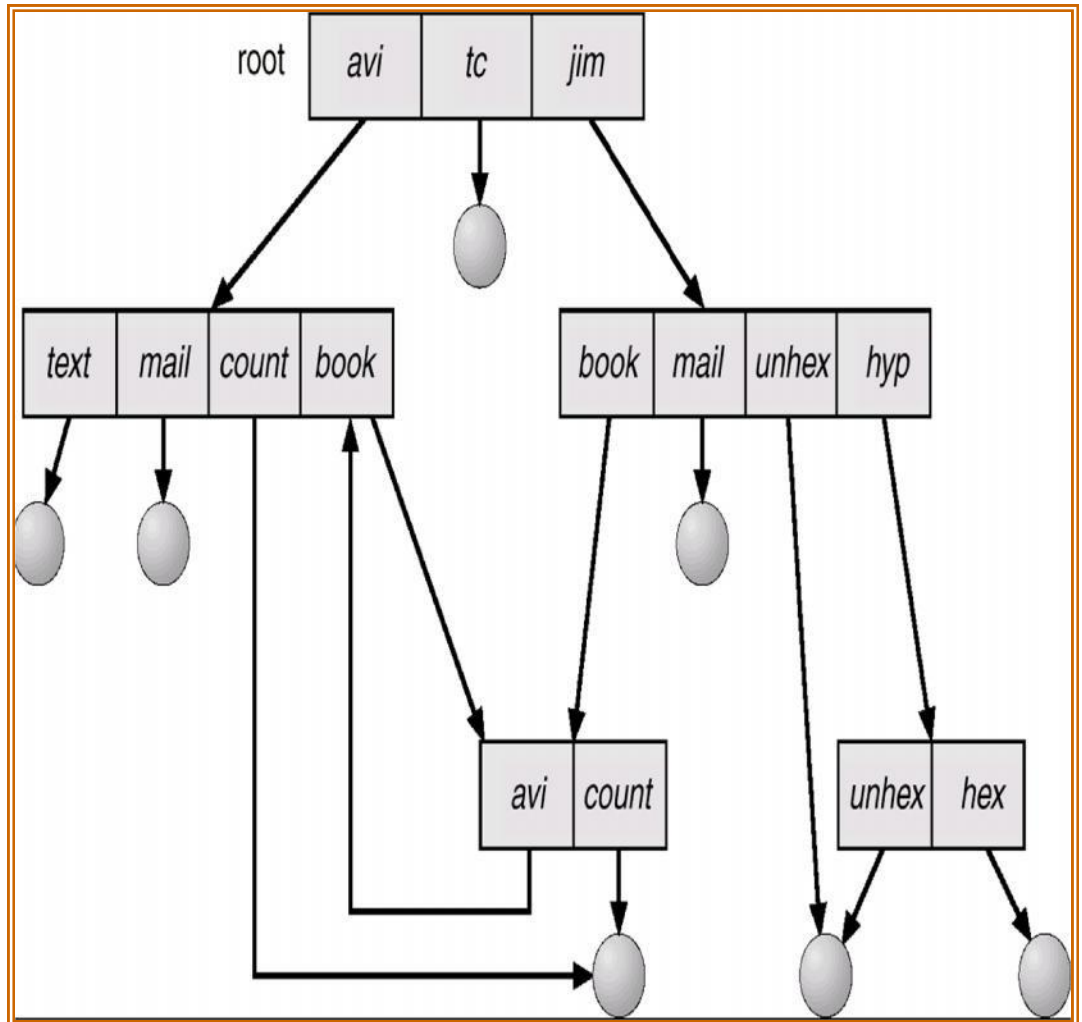 root avi tc jim
text mail count book
book mail unhex hyp
avi count
unhex hex